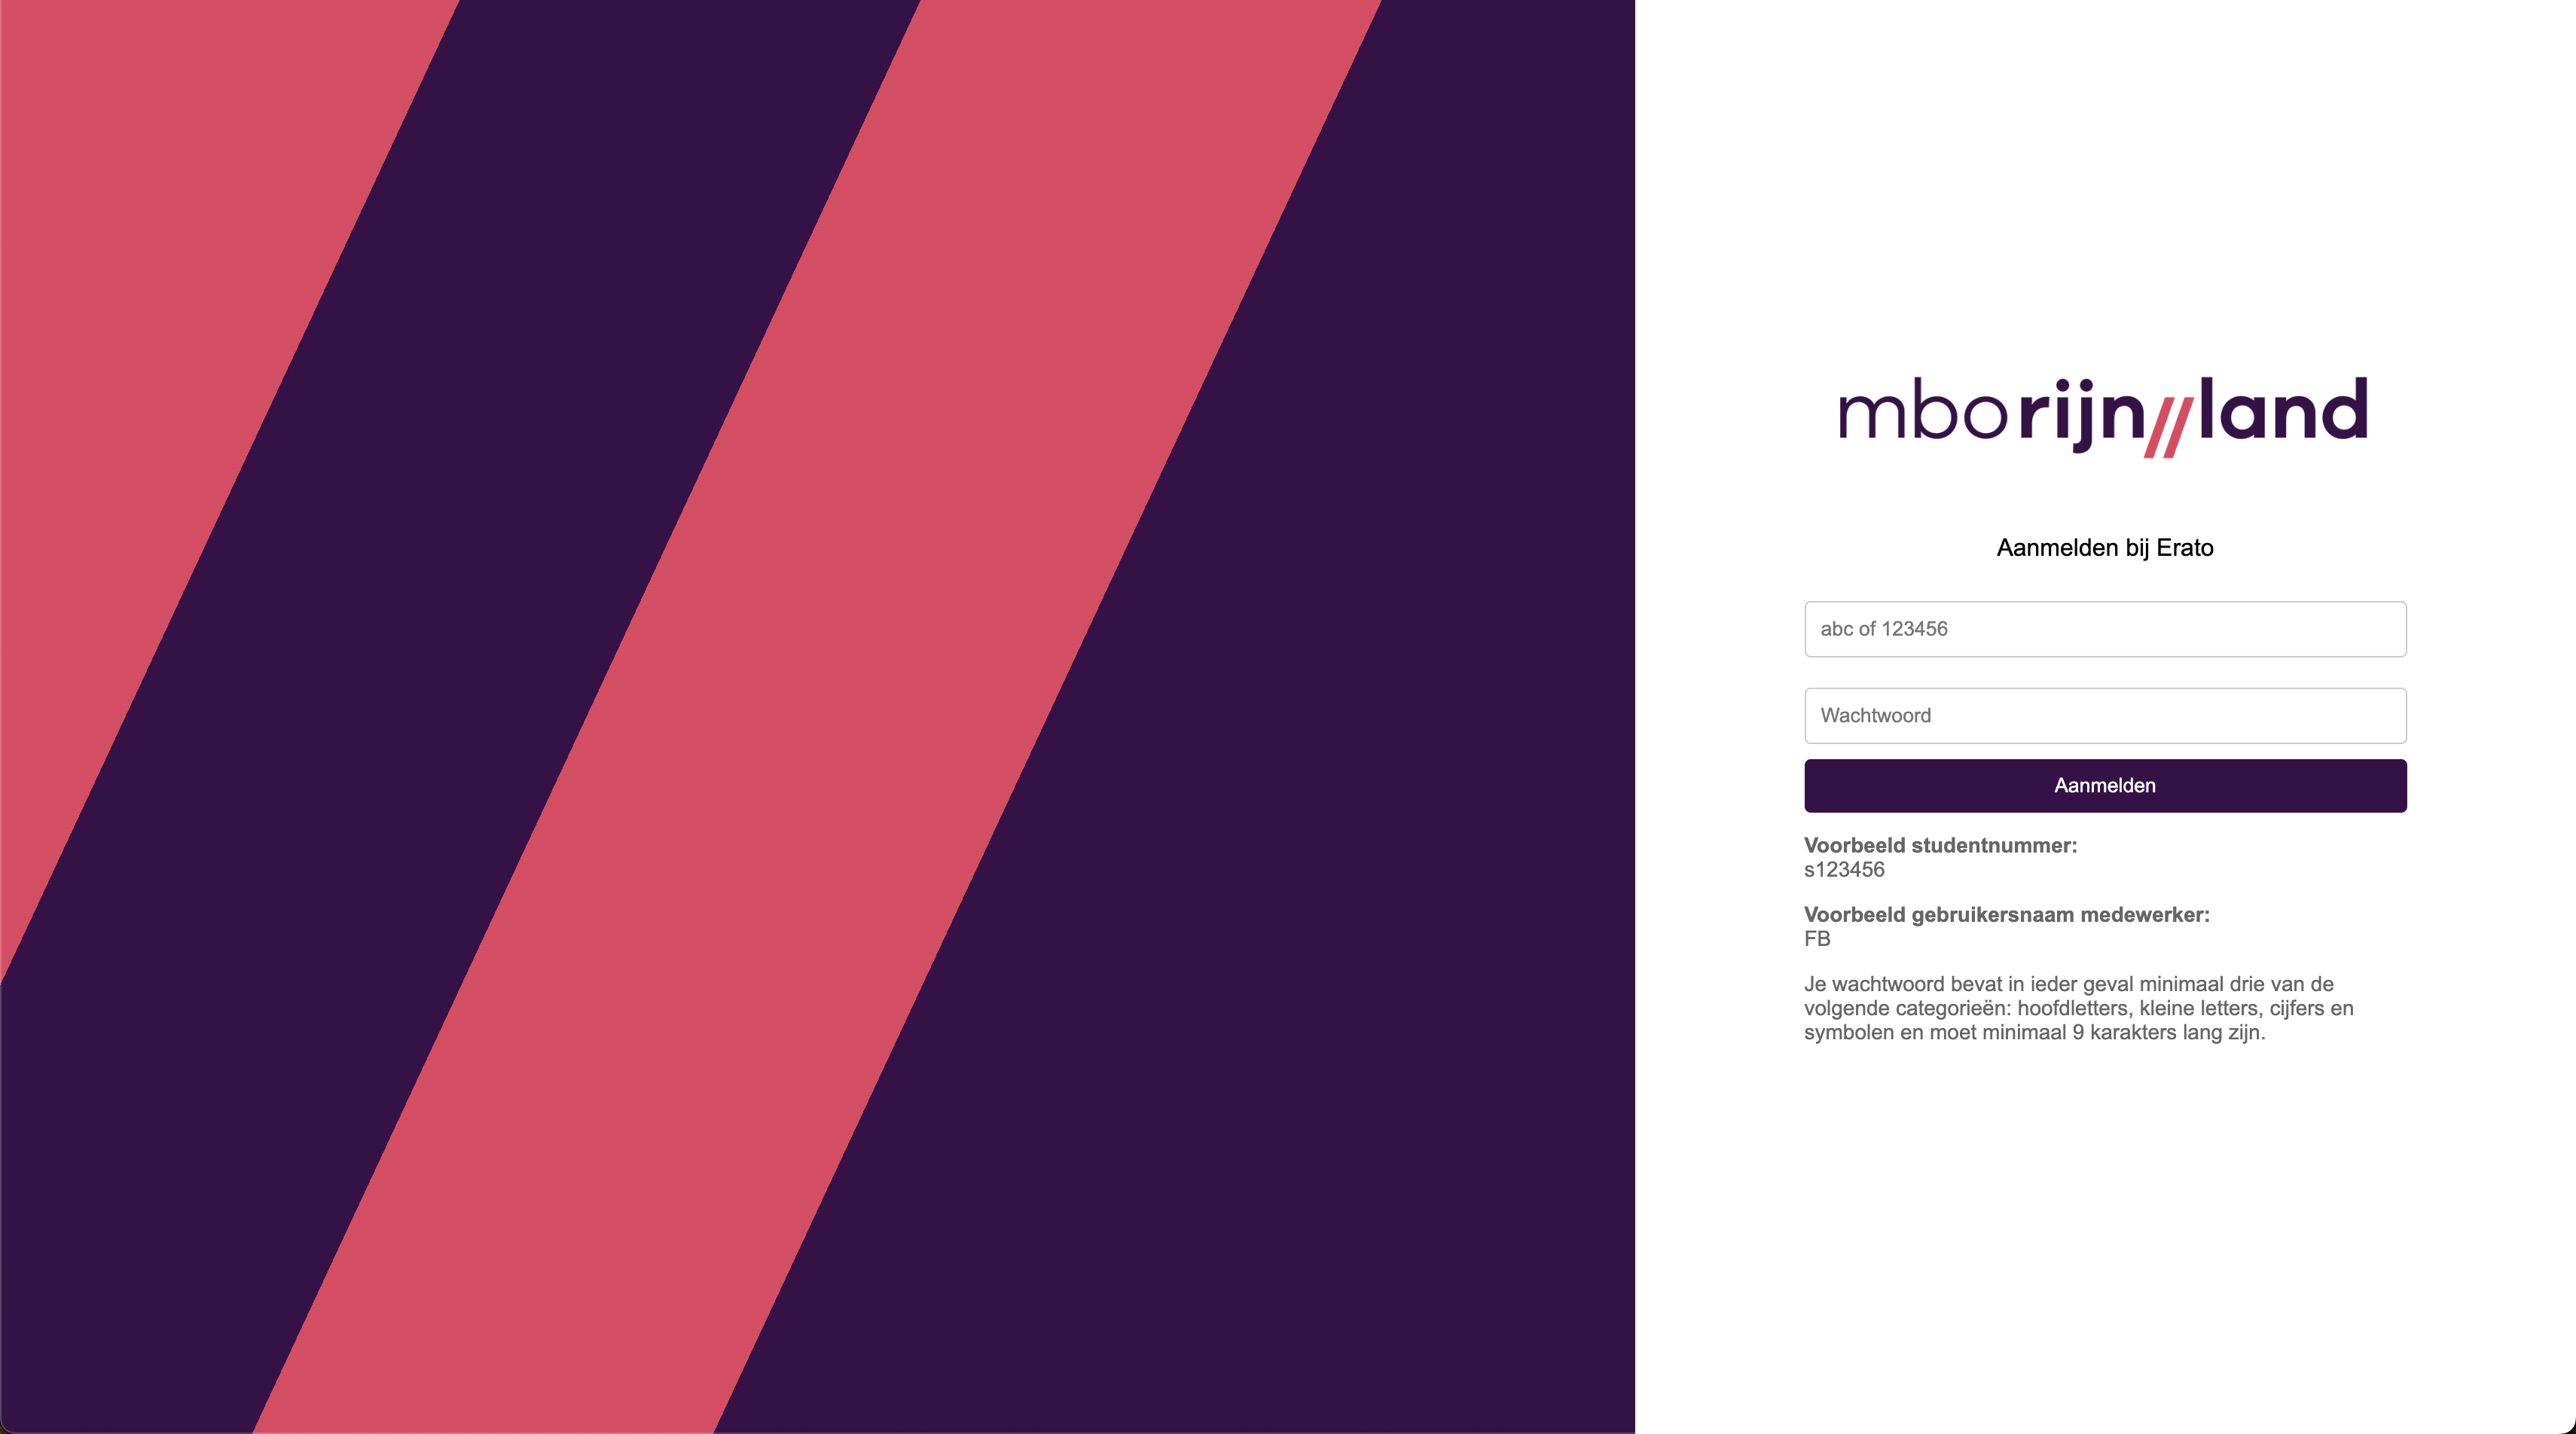 mborijn//land
Aanmelden bij Erato
abc of 123456
Wachtwoord
Aanmelden
Voorbeeld studentnummer:
s123456
Voorbeeld gebruikersnaam medewerker:
FB
Je wachtwoord bevat in ieder geval minimaal drie van de
volgende categorieën: hoofdletters, kleine letters, cijfers en
symbolen en moet minimaal 9 karakters lang zijn.